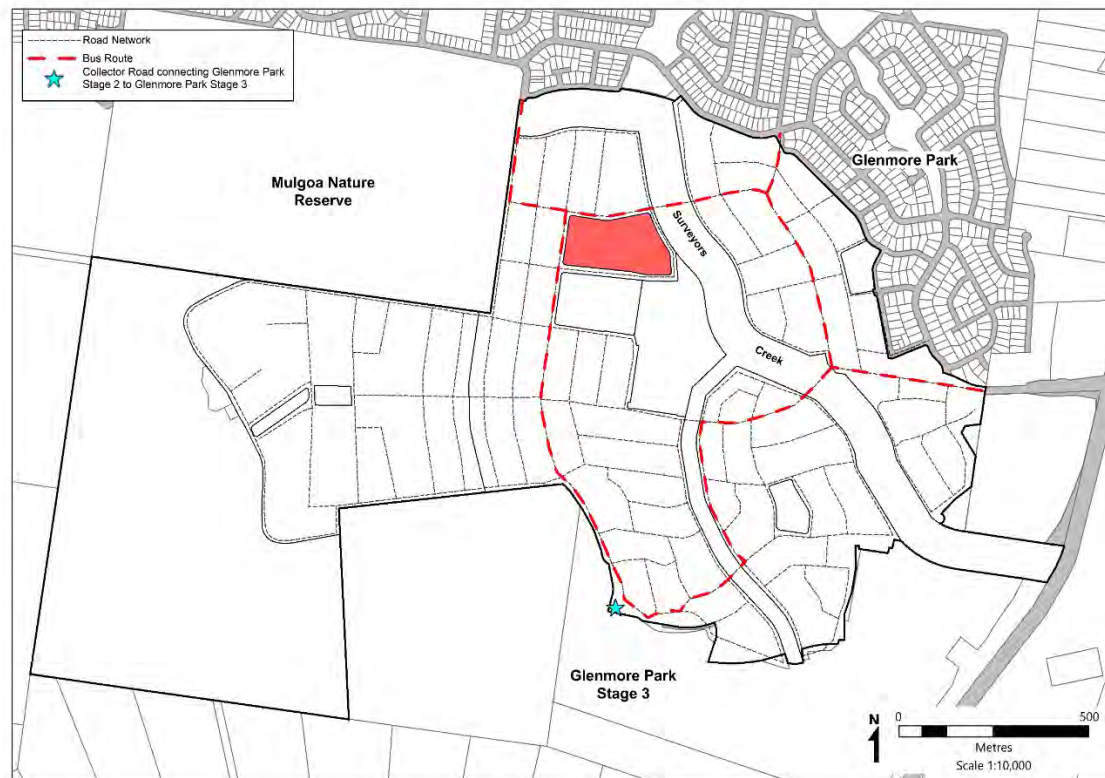 Road Network
Bus Route
Collector Road connecting Glenmore Park
Stage 2 to Glenmore Park Stage 3
Glenmore Park
Mulgoa Nature
Reserve
Surveyors
Creek
Glenmore Park
Stage 3
N
0
500
Metres
Scale 1:10,000